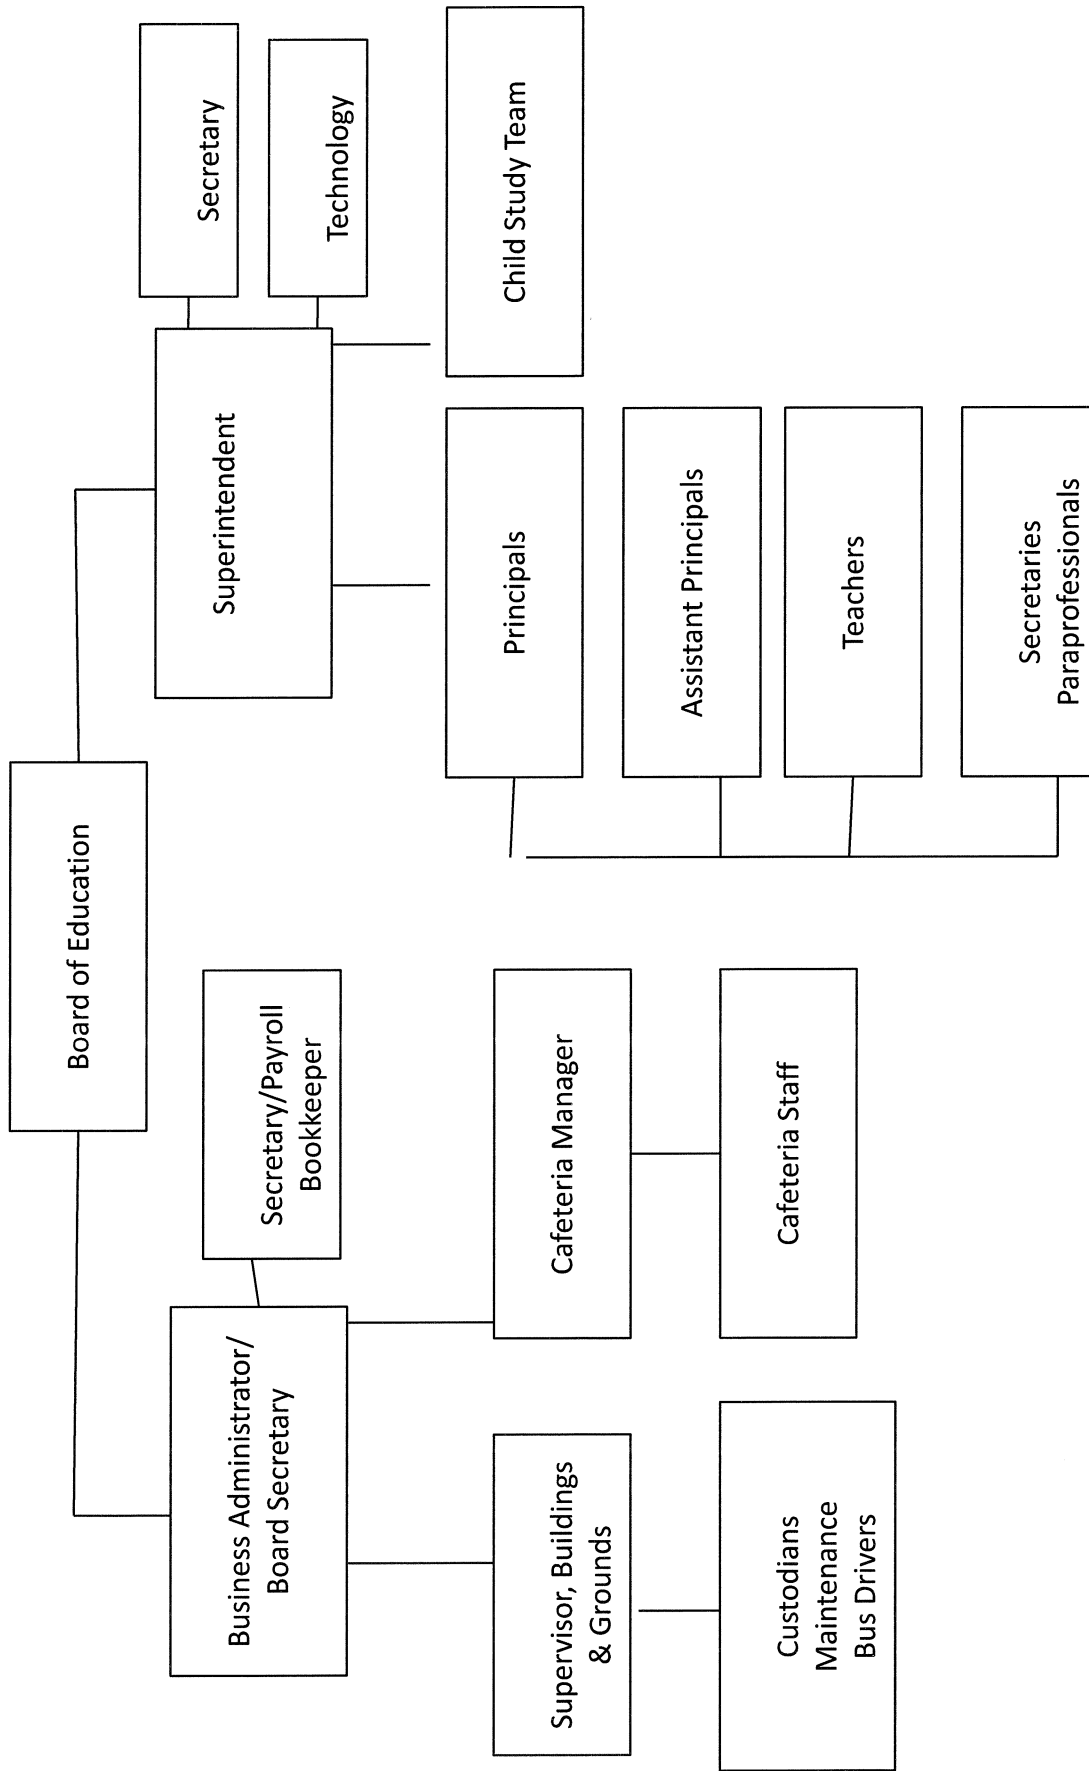 Board of Education
Business Administrator/
Board Secretary
Secretary/Payroll
Bookkeeper
Superintendent
Secretary
Technology
Supervisor, Buildings
& Grounds
Cafeteria Manager
Principals
Child Study Team
Custodians
Maintenance
Bus Drivers
Cafeteria Staff
Assistant Principals
Teachers
Secretaries
Paraprofessionals